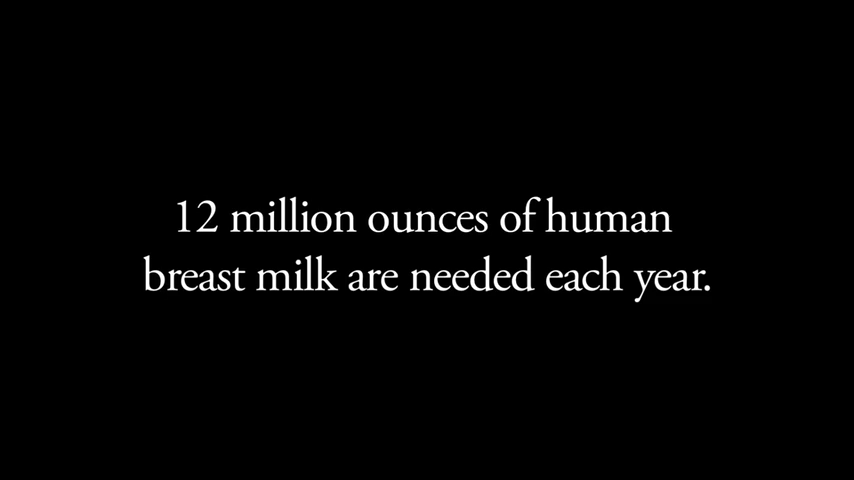 12 million ounces of human
breast milk are needed each year.